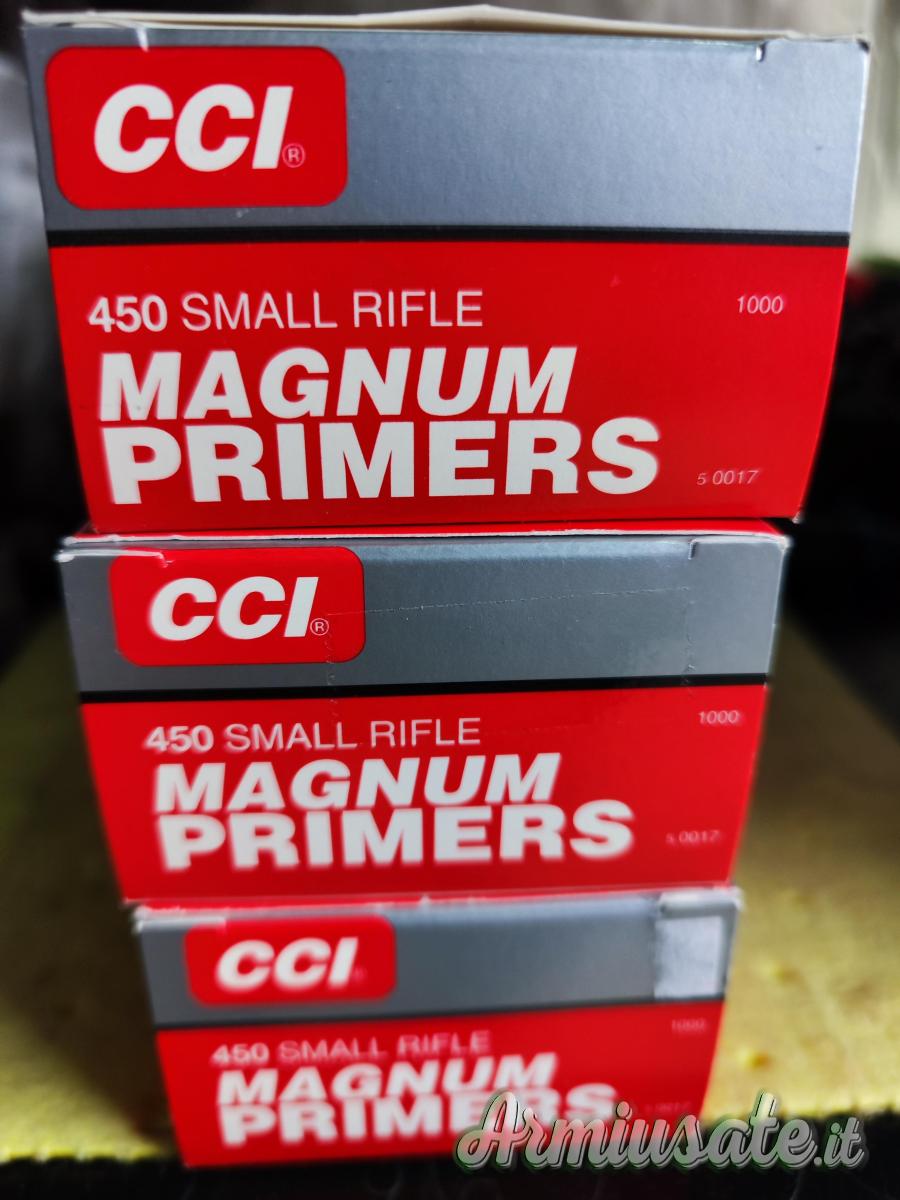 CCI®
450 SMALL RIFLE 1000
MAGNUM
PRIMERS 5 0017
CCI®
450 SMALL RIFLE 1000
MAGNUM
PRIMERS 5 0017
CCI
450 SMALL RIFLE 1000
MAGNUM
PRIMERS
Armiusate.it